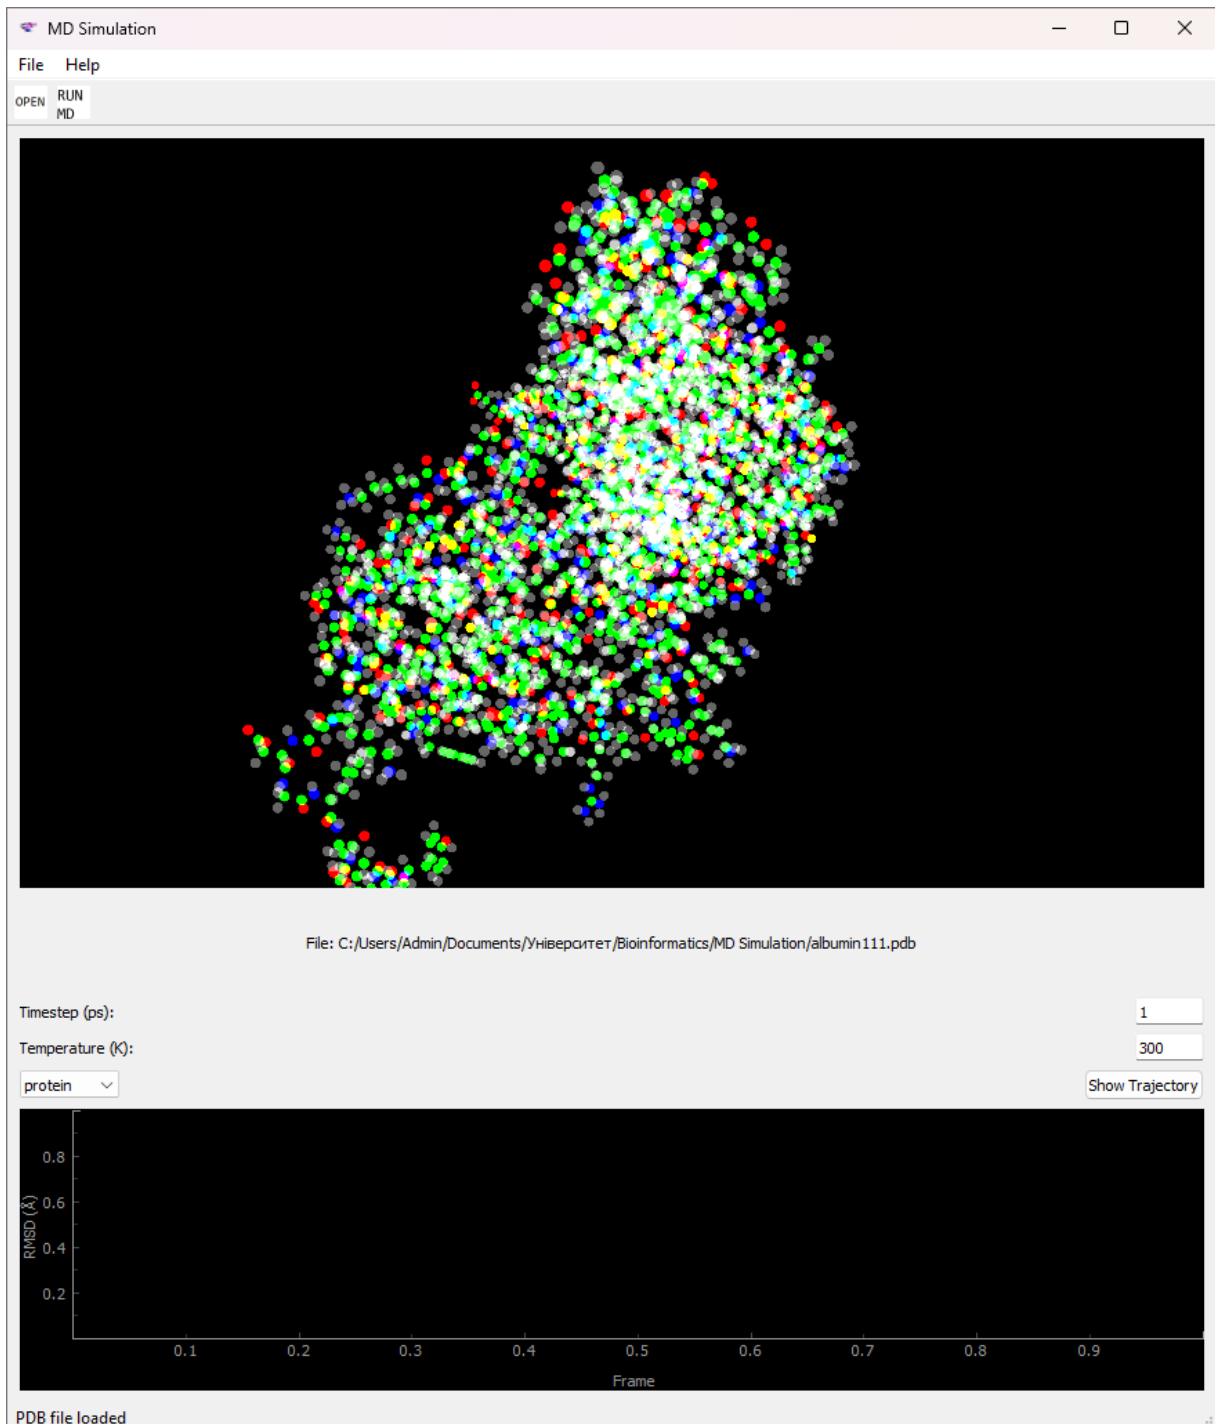 MD Simulation
File Help
OPEN RUN MD
File: C:/Users/Admin/Documents/Університет/Bioinformatics/MD Simulation/albumin111.pdb
Timestep (ps): 1
Temperature (K): 300
protein Show Trajectory
0.8
0.6
0.4
0.2
RMSD (Å)
0.1 0.2 0.3 0.4 0.5 0.6 0.7 0.8 0.9
Frame
PDB file loaded